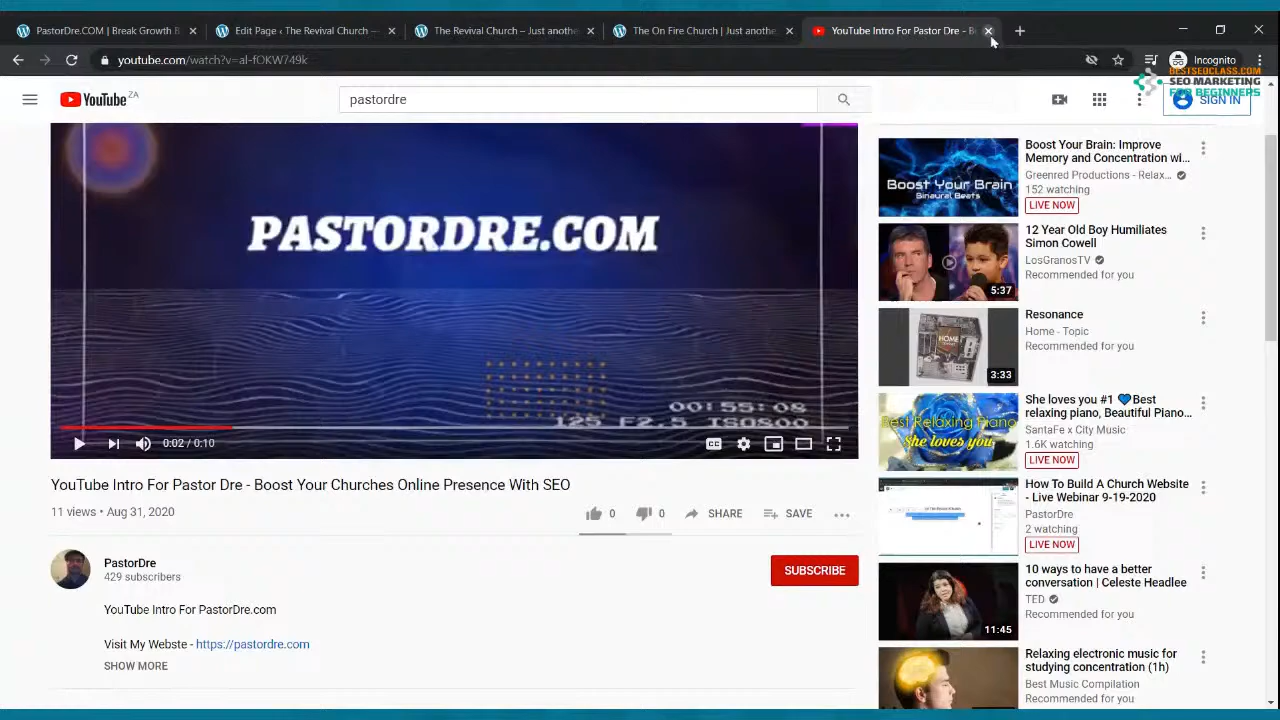 PastorDre.COM | Break Growth B
Edit Page ‹ The Revival Church —
The Revival Church – Just anothe
The On Fire Church | Just anothe
YouTube Intro For Pastor Dre - Bo
youtube.com/watch?v=al-fOKW749k
Incognito
BESTSEOCLASS.COM
SEO MARKETING
FOR BEGINNERS
YouTube ZA
pastordre
SIGN IN
PASTORDRE.COM
00:55:08
125 F2.5 ISO800
0:02 / 0:10
CC
YouTube Intro For Pastor Dre - Boost Your Churches Online Presence With SEO
11 views • Aug 31, 2020
0
0
SHARE
SAVE
PastorDre
429 subscribers
SUBSCRIBE
YouTube Intro For PastorDre.com
Visit My Webste - https://pastordre.com
SHOW MORE
Boost Your Brain
Binaural Beats
Boost Your Brain: Improve
Memory and Concentration wi...
Greenred Productions - Relax...
152 watching
LIVE NOW
5:37
12 Year Old Boy Humiliates
Simon Cowell
LosGranosTV
Recommended for you
HOME
3:33
Resonance
Home - Topic
Recommended for you
Best Relaxing Piano
She loves you
She loves you #1 💙Best
relaxing piano, Beautiful Piano...
SantaFe x City Music
1.6K watching
LIVE NOW
How To Build A Church Website
- Live Webinar 9-19-2020
PastorDre
2 watching
LIVE NOW
11:45
10 ways to have a better
conversation | Celeste Headlee
TED
Recommended for you
Relaxing electronic music for
studying concentration (1h)
Best Music Compilation
Recommended for you